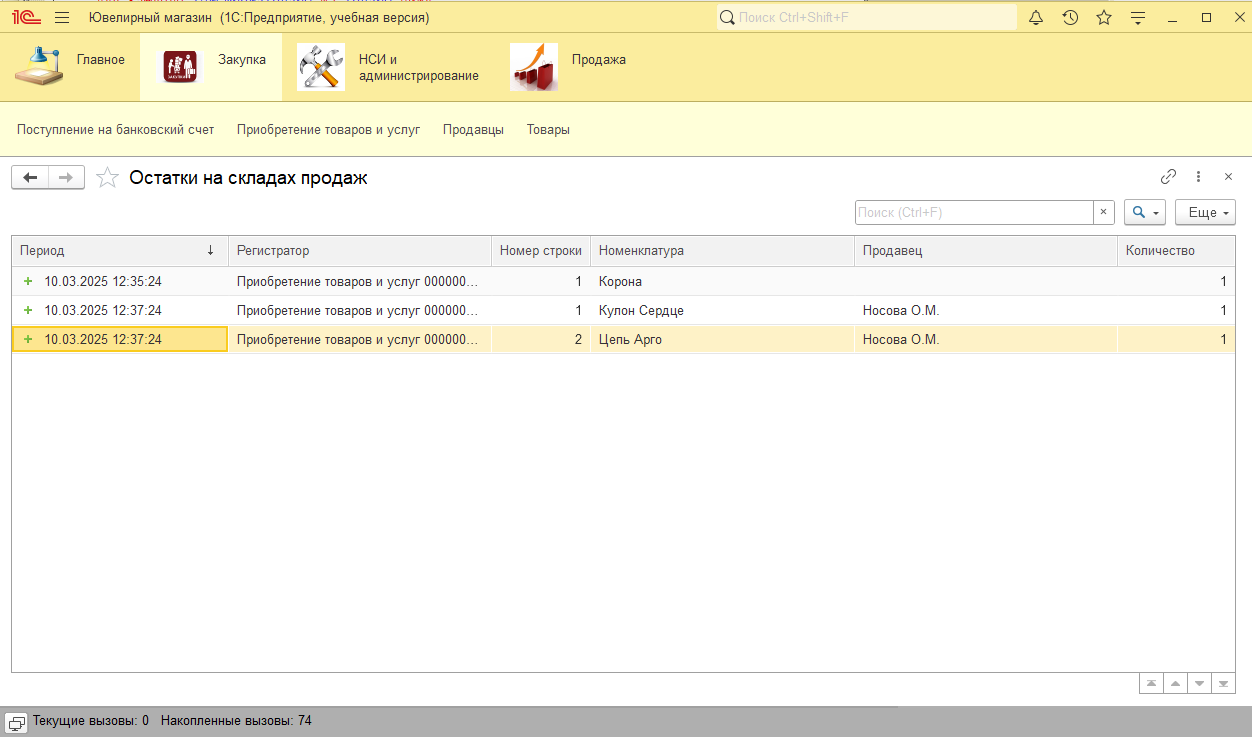 1С Ювелирный магазин (1С:Предприятие, учебная версия) Поиск Ctrl+Shift+F
Главное Закупка НСИ и администрирование Продажа
Поступление на банковский счет Приобретение товаров и услуг Продавцы Товары
Остатки на складах продаж
Поиск (Ctrl+F) × Еще
Период ↓ Регистратор Номер строки Номенклатура Продавец Количество
10.03.2025 12:35:24 Приобретение товаров и услуг 000000... 1 Корона 1
10.03.2025 12:37:24 Приобретение товаров и услуг 000000... 1 Кулон Сердце Носова О.М. 1
10.03.2025 12:37:24 Приобретение товаров и услуг 000000... 2 Цепь Арго Носова О.М. 1
Текущие вызовы: 0 Накопленные вызовы: 74